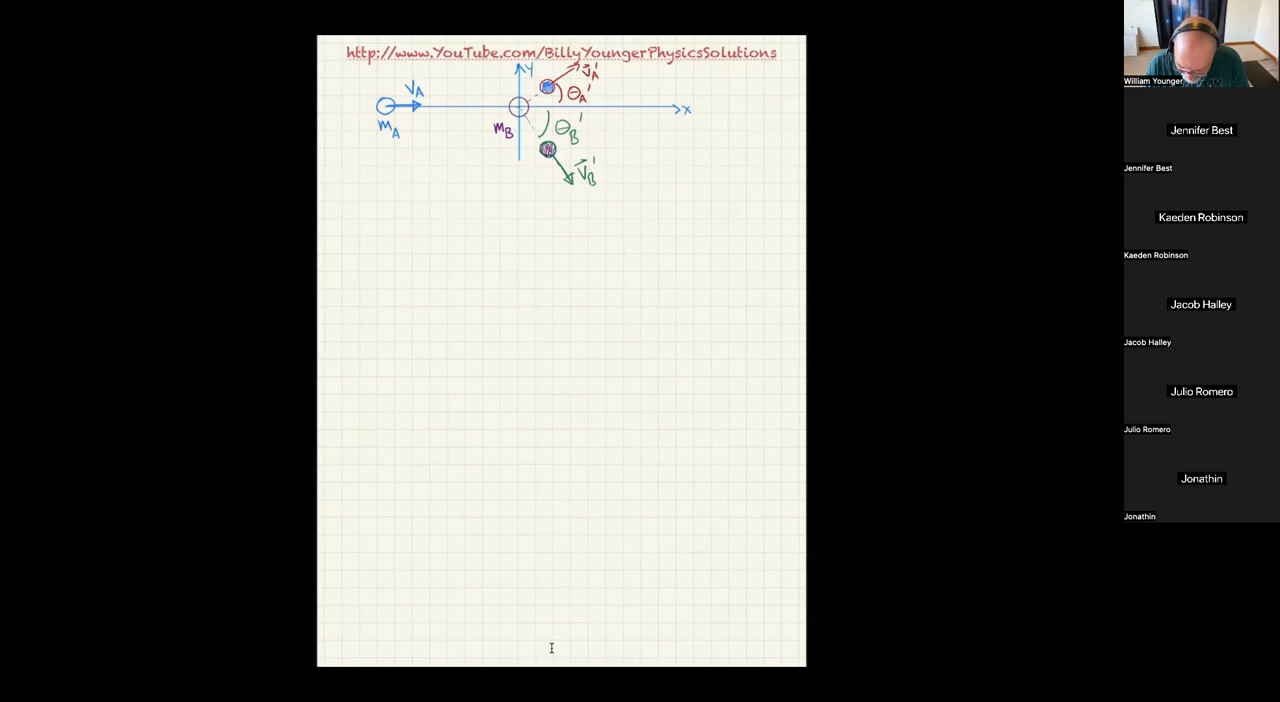 http://www.YouTube.com/BillyYoungerPhysicsSolutions
y
V_A
m_A
m_B
V_A'
θ_A'
x
θ_B'
V_B'
William Younger
Jennifer Best
Jennifer Best
Kaeden Robinson
Kaeden Robinson
Jacob Halley
Jacob Halley
Julio Romero
Julio Romero
Jonathin
Jonathin